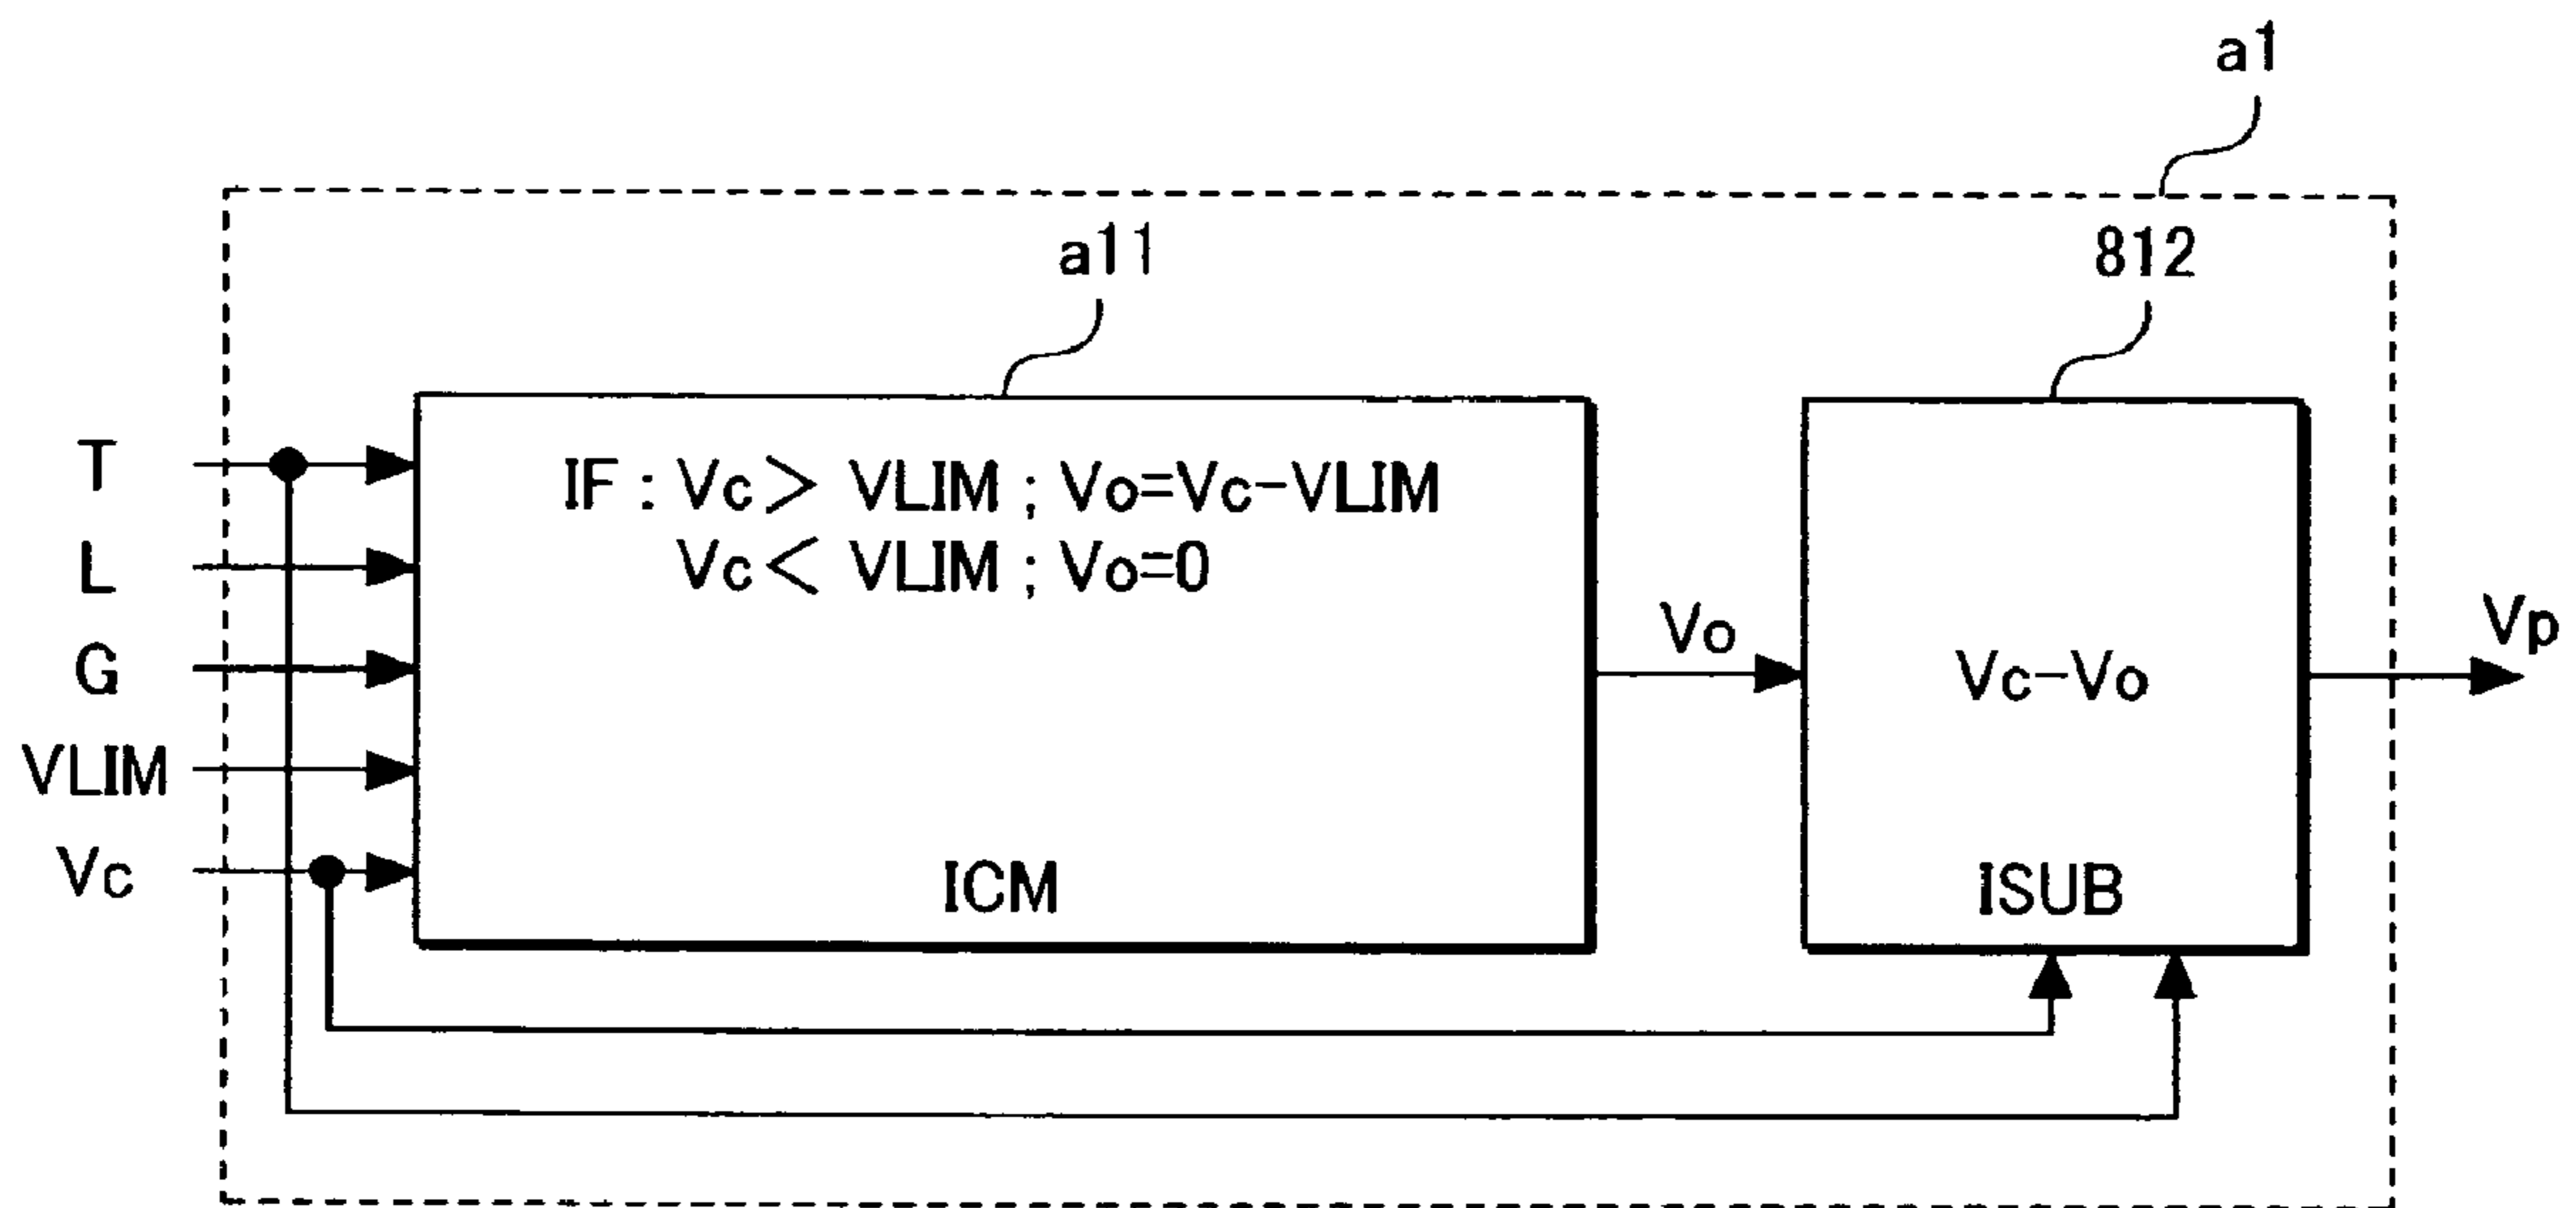 a1
a11
812
T
L
G
VLIM
Vc
IF : Vc > VLIM ; Vo=Vc-VLIM
Vc < VLIM ; Vo=0
ICM
Vo
Vc-Vo
ISUB
Vp